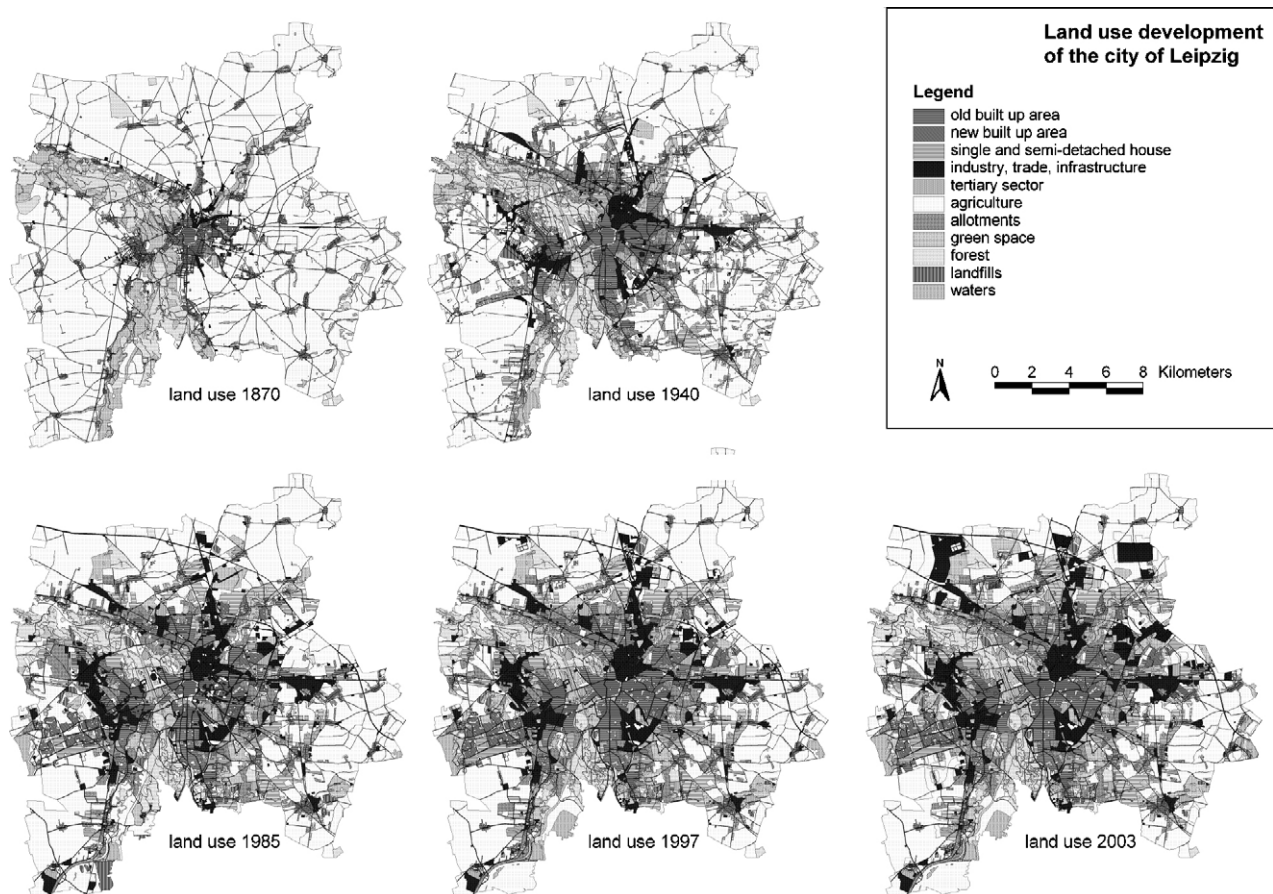 Land use development
of the city of Leipzig
Legend
old built up area
new built up area
single and semi-detached house
industry, trade, infrastructure
tertiary sector
agriculture
allotments
green space
forest
landfills
waters
N
0 2 4 6 8 Kilometers
land use 1870
land use 1940
land use 1985
land use 1997
land use 2003